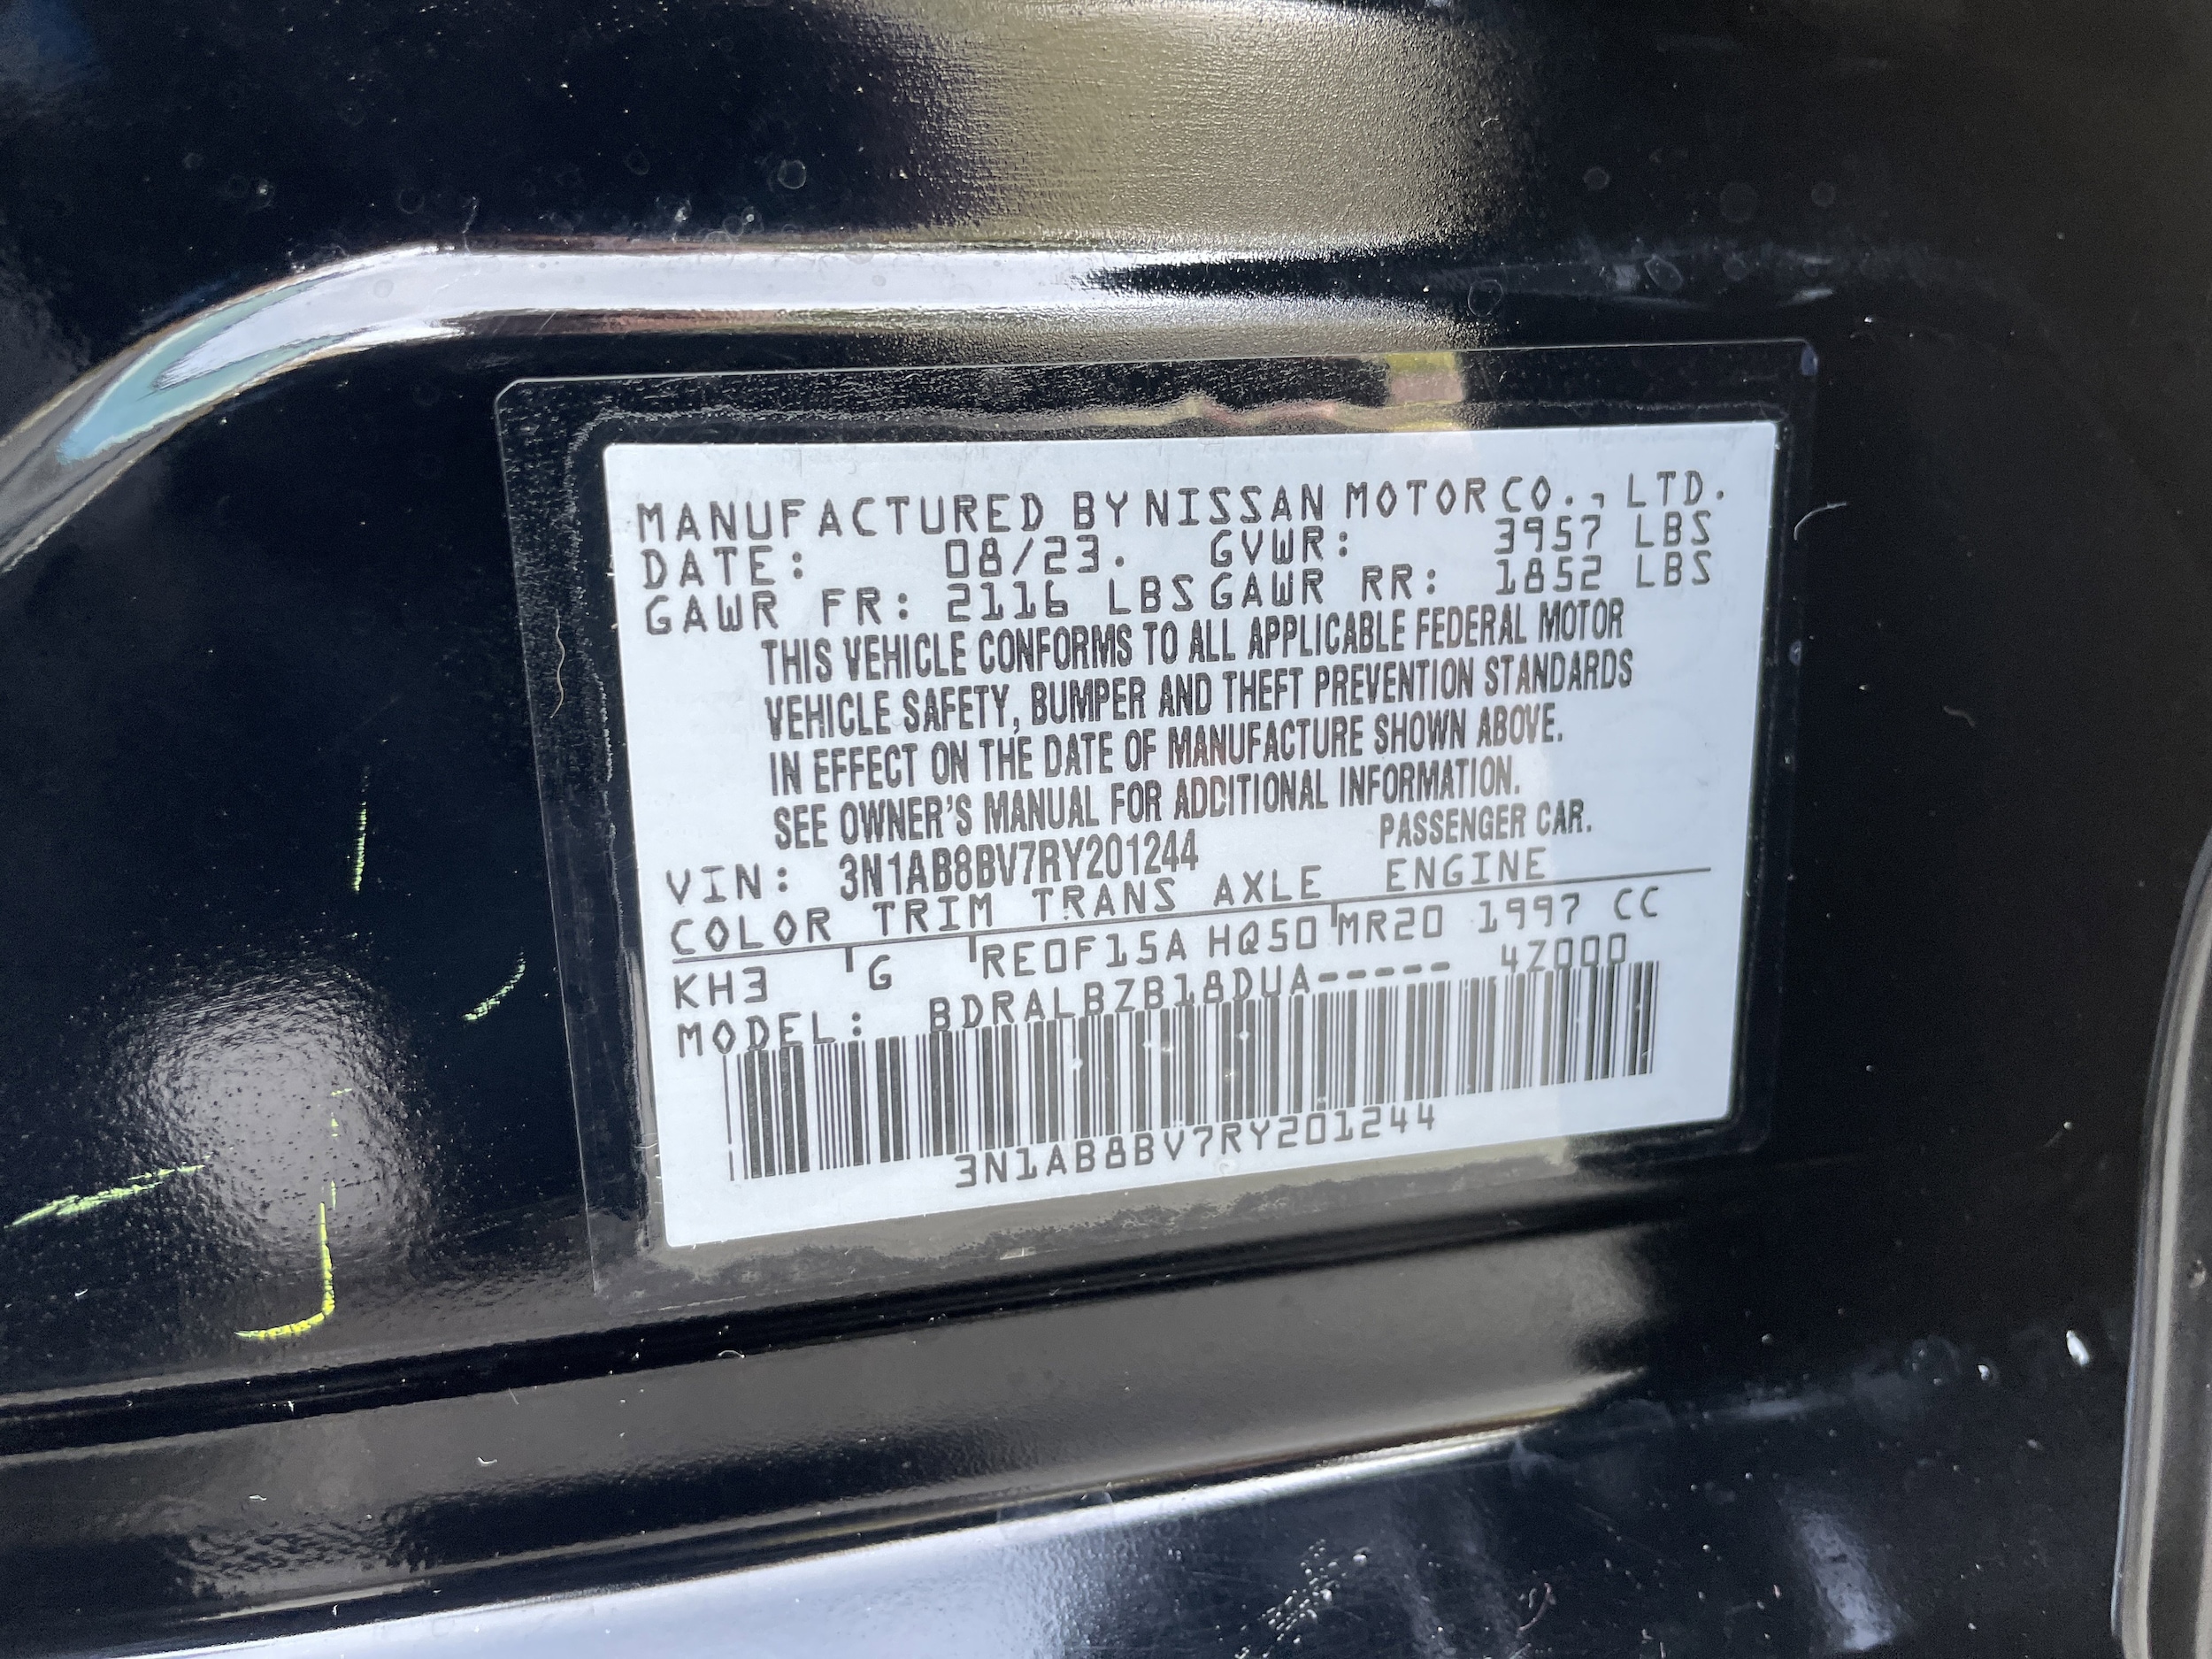 MANUFACTURED BY NISSAN MOTOR CO., LTD.
DATE: 08/23. GVWR: 3957 LBS
GAWR FR: 2116 LBS GAWR RR: 1852 LBS
THIS VEHICLE CONFORMS TO ALL APPLICABLE FEDERAL MOTOR
VEHICLE SAFETY, BUMPER AND THEFT PREVENTION STANDARDS
IN EFFECT ON THE DATE OF MANUFACTURE SHOWN ABOVE.
SEE OWNER'S MANUAL FOR ADDITIONAL INFORMATION.
VIN: 3N1AB8BV7RY201244 PASSENGER CAR.
COLOR TRIM TRANS AXLE ENGINE
KH3 G RE0F15A HQ50 MR20 1997 CC
MODEL: BDRALBZB18DUA----- 4Z000
3N1AB8BV7RY201244